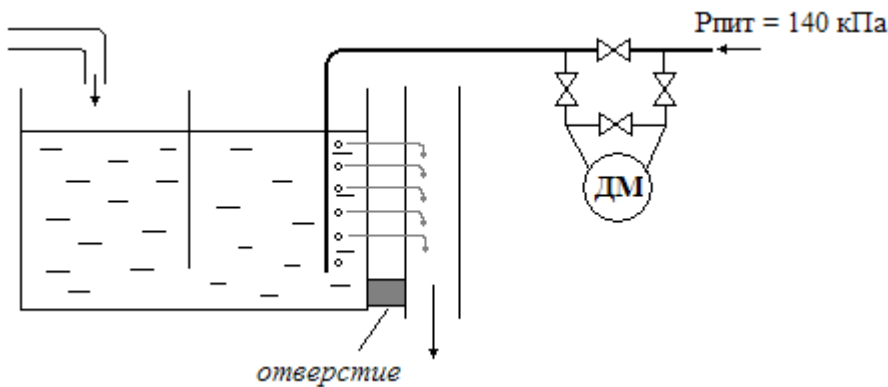 Рпит = 140 кПа
ДМ
отверстие